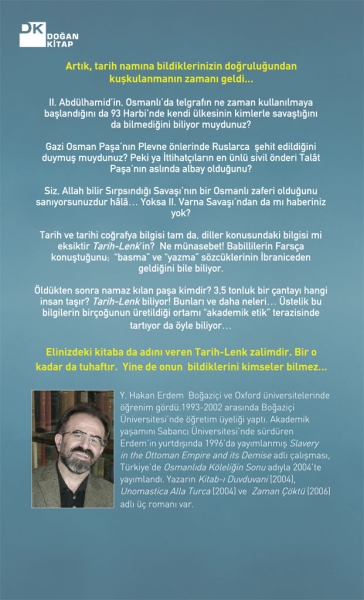 DK
DOĞAN
KİTAP
Artık, tarih namına bildiklerinizin doğruluğundan
kuşkulanmanın zamanı geldi...
II. Abdülhamid'in, Osmanlı'da telgrafın ne zaman kullanılmaya
başlandığını da 93 Harbi'nde kendi ülkesinin kimlerle savaştığını
da bilmediğini biliyor muydunuz?
Gazi Osman Paşa'nın Plevne önlerinde Ruslarca şehit edildiğini
duymuş muydunuz? Peki ya İttihatçıların en ünlü sivil önderi Talât
Paşa'nın aslında albay olduğunu?
Siz, Allah bilir Sırpsındığı Savaşı'nın bir Osmanlı zaferi olduğunu
sanıyorsunuzdur hâlâ... Yoksa II. Varna Savaşı'ndan da mı haberiniz
yok?
Tarih ve tarihi coğrafya bilgisi tam da, diller konusundaki bilgisi mi
eksiktir Tarih-Lenk'in? Ne münasebet! Babillilerin Farsça
konuştuğunu; "basma" ve "yazma" sözcüklerinin İbraniceden
geldiğini bile biliyor.
Öldükten sonra namaz kılan paşa kimdir? 3,5 tonluk bir çantayı hangi
insan taşır? Tarih-Lenk biliyor! Bunları ve daha neleri... Üstelik bu
bilgilerin birçoğunun üretildiği ortamı "akademik etik" terazisinde
tartıyor da öyle biliyor...
Elinizdeki kitaba da adını veren Tarih-Lenk zalimdir. Bir o
kadar da tuhaftır. Yine de onun bildiklerini kimseler bilmez...
Y. Hakan Erdem Boğaziçi ve Oxford üniversitelerinde
öğrenim gördü.1993-2002 arasında Boğaziçi
Üniversitesi'nde öğretim üyeliği yaptı. Akademik
yaşamını Sabancı Üniversitesi'nde sürdüren
Erdem'in yurtdışında 1996'da yayımlanmış Slavery
in the Ottoman Empire and its Demise adlı çalışması,
Türkiye'de Osmanlıda Köleliğin Sonu adıyla 2004'te
yayımlandı. Yazarın Kitab-ı Duvduvani (2004),
Unomastica Alla Turca (2004) ve Zaman Çöktü (2006)
adlı üç romanı var.